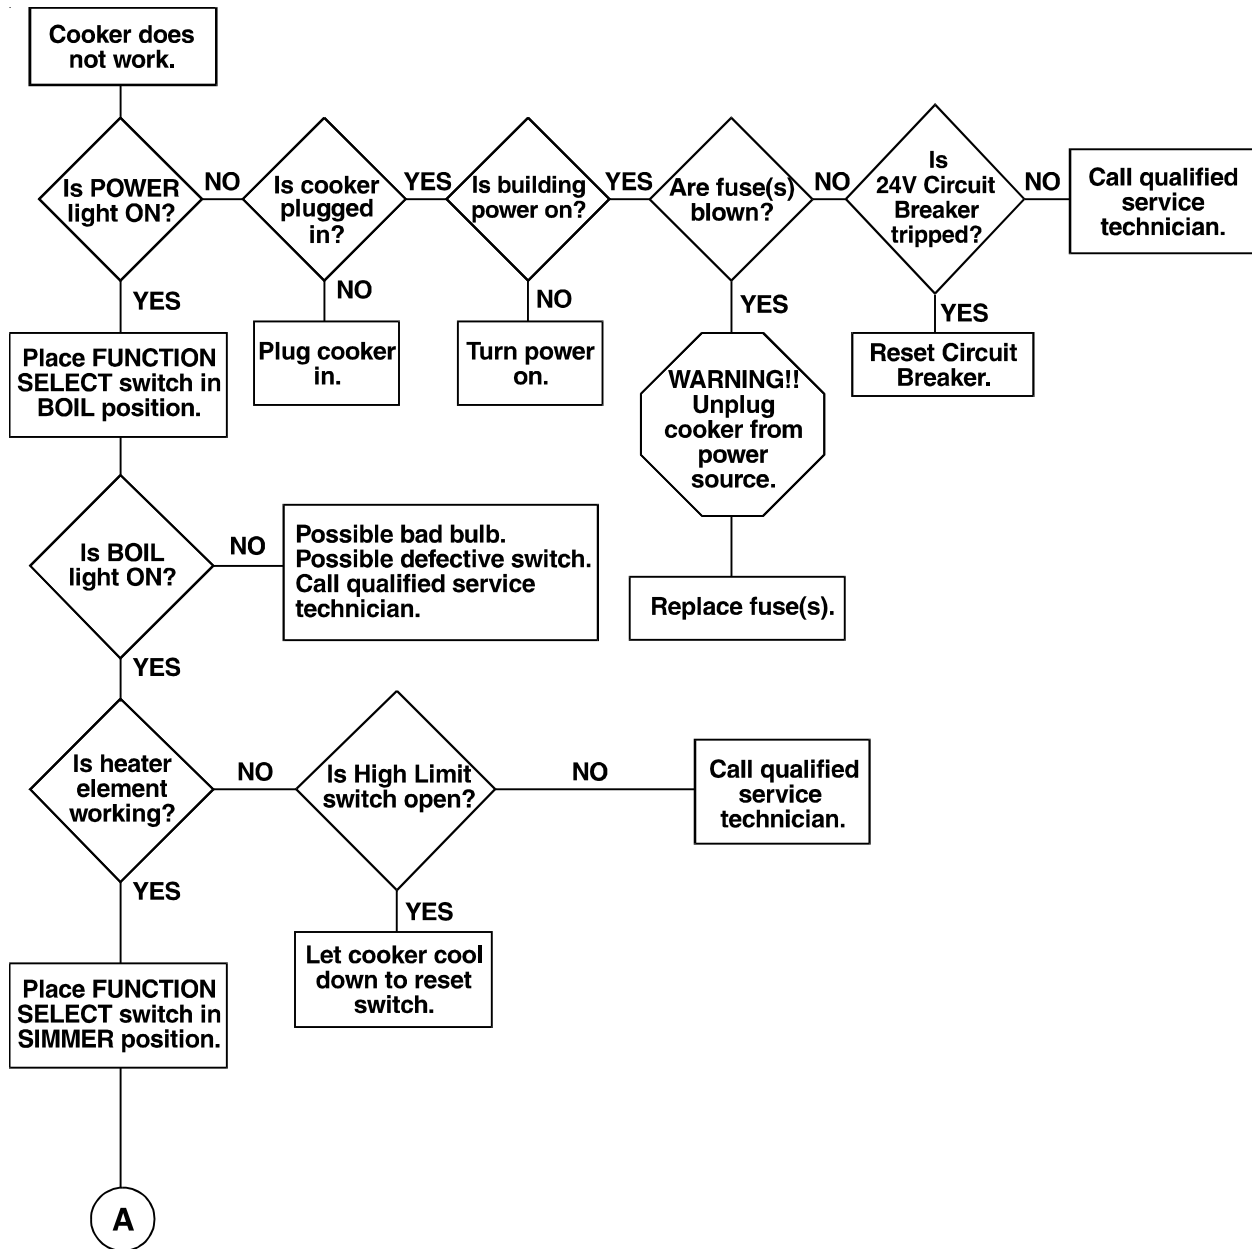 Cooker does
not work.
Is POWER
light ON?
NO
Is cooker
plugged
in?
YES
Is building
power on?
YES
Are fuse(s)
blown?
NO
Is
24V Circuit
Breaker
tripped?
NO
Call qualified
service
technician.
YES
NO
NO
YES
YES
Place FUNCTION
SELECT switch in
BOIL position.
Plug cooker
in.
Turn power
on.
WARNING!!
Unplug
cooker from
power
source.
Reset Circuit
Breaker.
Replace fuse(s).
Is BOIL
light ON?
NO
Possible bad bulb.
Possible defective switch.
Call qualified service
technician.
YES
Is heater
element
working?
NO
Is High Limit
switch open?
NO
Call qualified
service
technician.
YES
YES
Let cooker cool
down to reset
switch.
Place FUNCTION
SELECT switch in
SIMMER position.
A